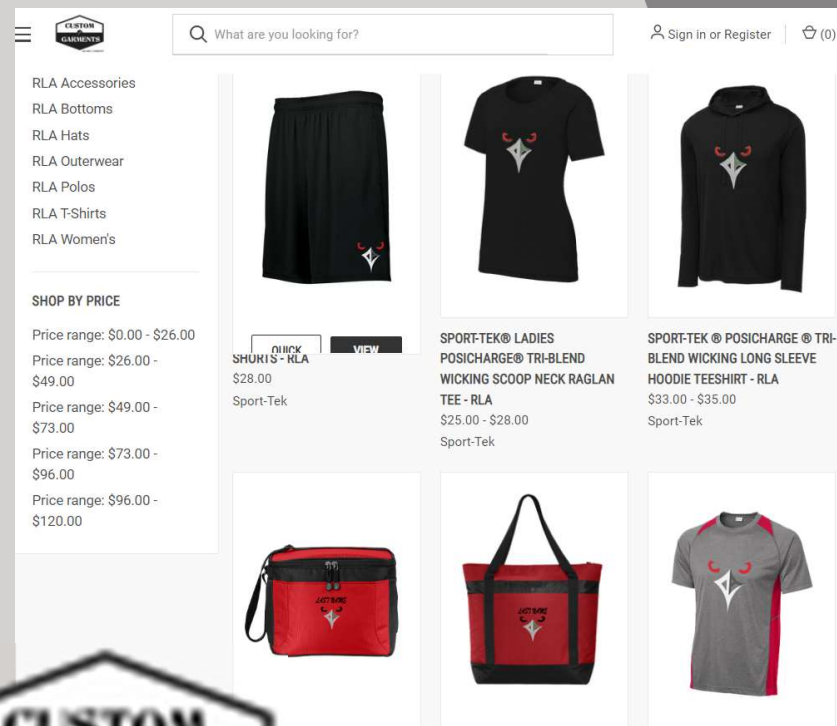 CUSTOM
GARMENTS
What are you looking for?
Sign in or Register
(0)
RLA Accessories
RLA Bottoms
RLA Hats
RLA Outerwear
RLA Polos
RLA T-Shirts
RLA Women's
SHOP BY PRICE
Price range: $0.00 - $26.00
Price range: $26.00 -
$49.00
Price range: $49.00 -
$73.00
Price range: $73.00 -
$96.00
Price range: $96.00 -
$120.00
QUICK
VIEW
SHORTS - RLA
$28.00
Sport-Tek
SPORT-TEK® LADIES
POSICHARGE® TRI-BLEND
WICKING SCOOP NECK RAGLAN
TEE - RLA
$25.00 - $28.00
Sport-Tek
SPORT-TEK ® POSICHARGE ® TRI-
BLEND WICKING LONG SLEEVE
HOODIE TEESHIRT - RLA
$33.00 - $35.00
Sport-Tek
LAST NAME
LAST NAME
CUSTOM